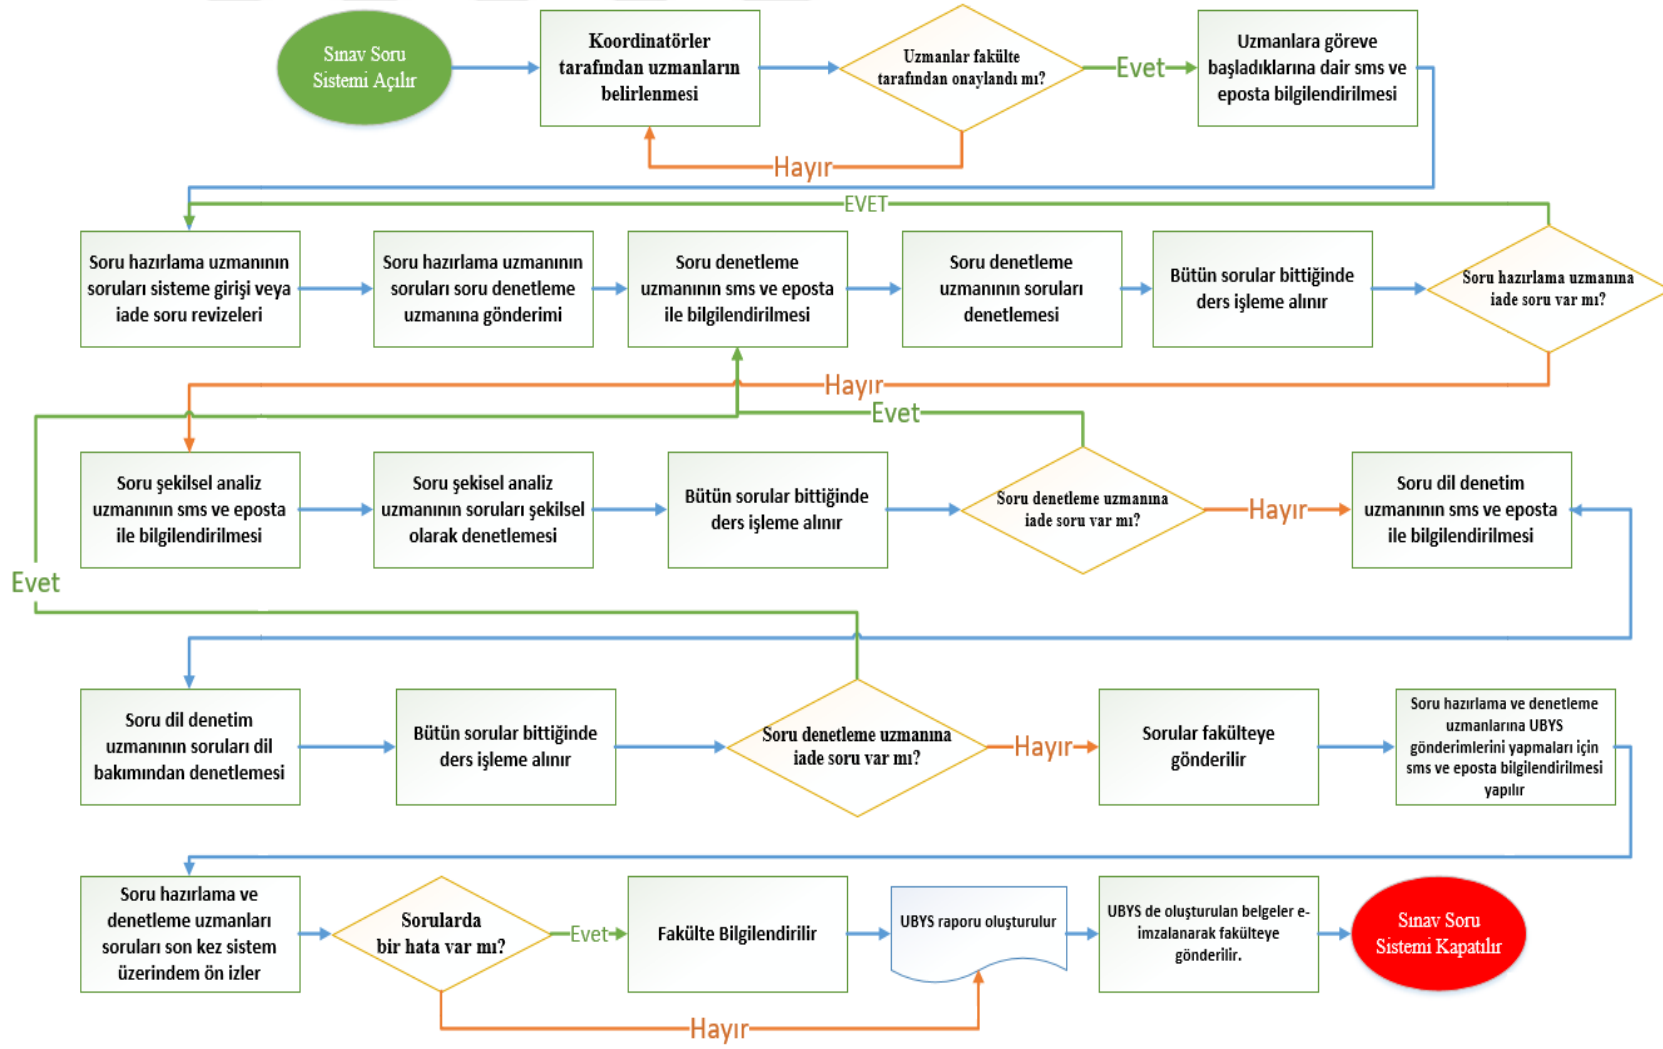 Sınav Soru
Sistemi Açılır
Koordinatörler
tarafından uzmanların
belirlenmesi
Uzmanlar fakülte
tarafından onaylandı mı?
Evet
Uzmanlara göreve
başladıklarına dair sms ve
eposta bilgilendirilmesi
Hayır
EVET
Soru hazırlama uzmanının
soruları sisteme girişi veya
iade soru revizeleri
Soru hazırlama uzmanının
soruları soru denetleme
uzmanına gönderimi
Soru denetleme
uzmanının sms ve eposta
ile bilgilendirilmesi
Soru denetleme
uzmanının soruları
denetlemesi
Bütün sorular bittiğinde
ders işleme alınır
Soru hazırlama uzmanına
iade soru var mı?
Hayır
Evet
Soru şekilsel analiz
uzmanının sms ve eposta
ile bilgilendirilmesi
Soru şekisel analiz
uzmanının soruları şekilsel
olarak denetlemesi
Bütün sorular bittiğinde
ders işleme alınır
Soru denetleme uzmanına
iade soru var mı?
Hayır
Soru dil denetim
uzmanının sms ve eposta
ile bilgilendirilmesi
Evet
Soru dil denetim
uzmanının soruları dil
bakımından denetlemesi
Bütün sorular bittiğinde
ders işleme alınır
Soru denetleme uzmanına
iade soru var mı?
Hayır
Sorular fakülteye
gönderilir
Soru hazırlama ve denetleme
uzmanlarına UBYS
gönderimlerini yapmaları için
sms ve eposta bilgilendirilmesi
yapılır
Soru hazırlama ve
denetleme uzmanları
soruları son kez sistem
üzerindem ön izler
Sorularda
bir hata var mı?
Evet
Fakülte Bilgilendirilir
UBYS raporu oluşturulur
UBYS de oluşturulan belgeler e-
imzalanarak fakülteye
gönderilir.
Sınav Soru
Sistemi Kapatılır
Hayır